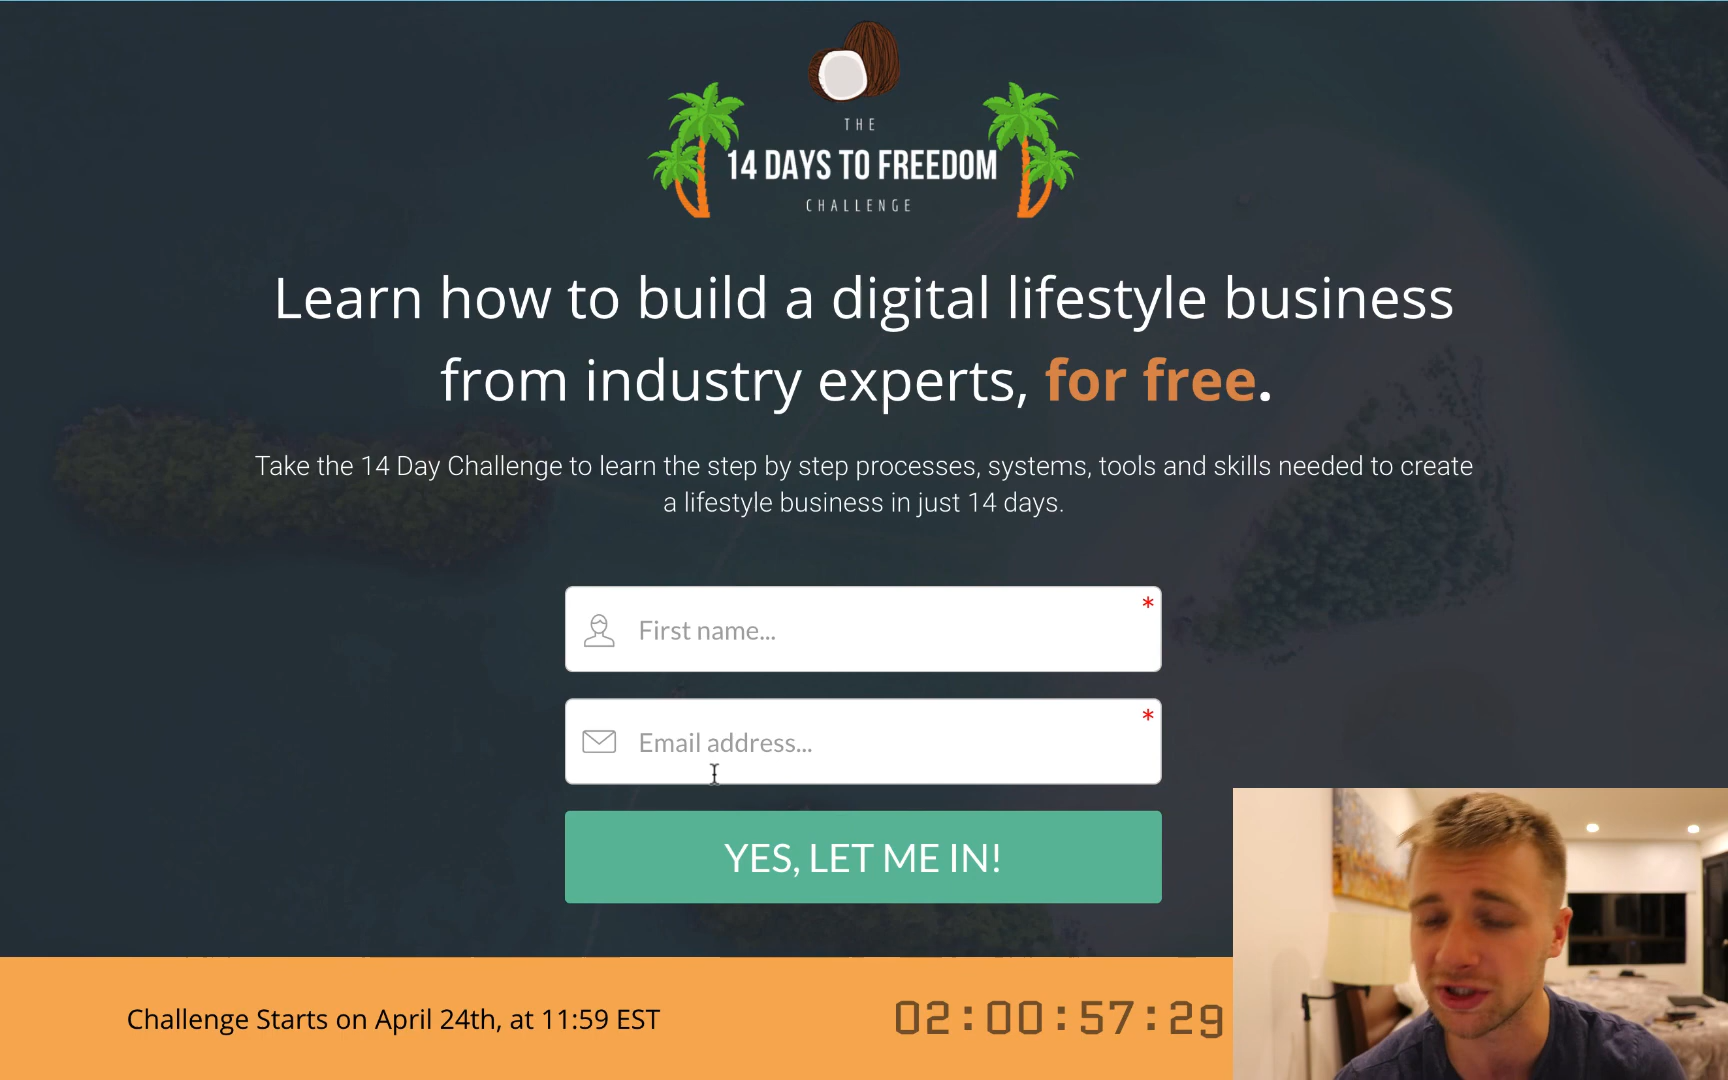 THE
14 DAYS TO FREEDOM
CHALLENGE
Learn how to build a digital lifestyle business
from industry experts, for free.
Take the 14 Day Challenge to learn the step by step processes, systems, tools and skills needed to create
a lifestyle business in just 14 days.
*
First name...
*
Email address...
YES, LET ME IN!
Challenge Starts on April 24th, at 11:59 EST
02:00:57:29